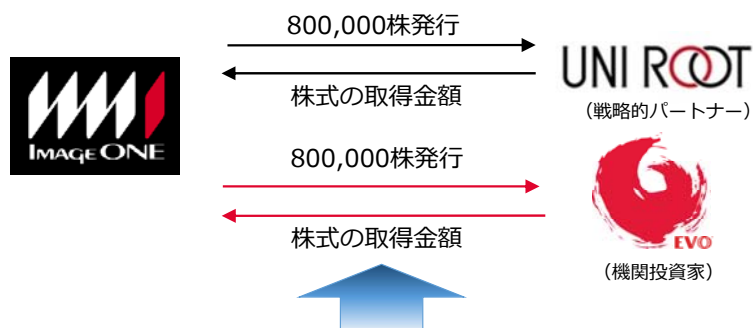 800,000株発行
UNI ROOT
株式の取得金額
(戦略的パートナー)
IMAGE ONE
800,000株発行
株式の取得金額
EVO
(機関投資家)